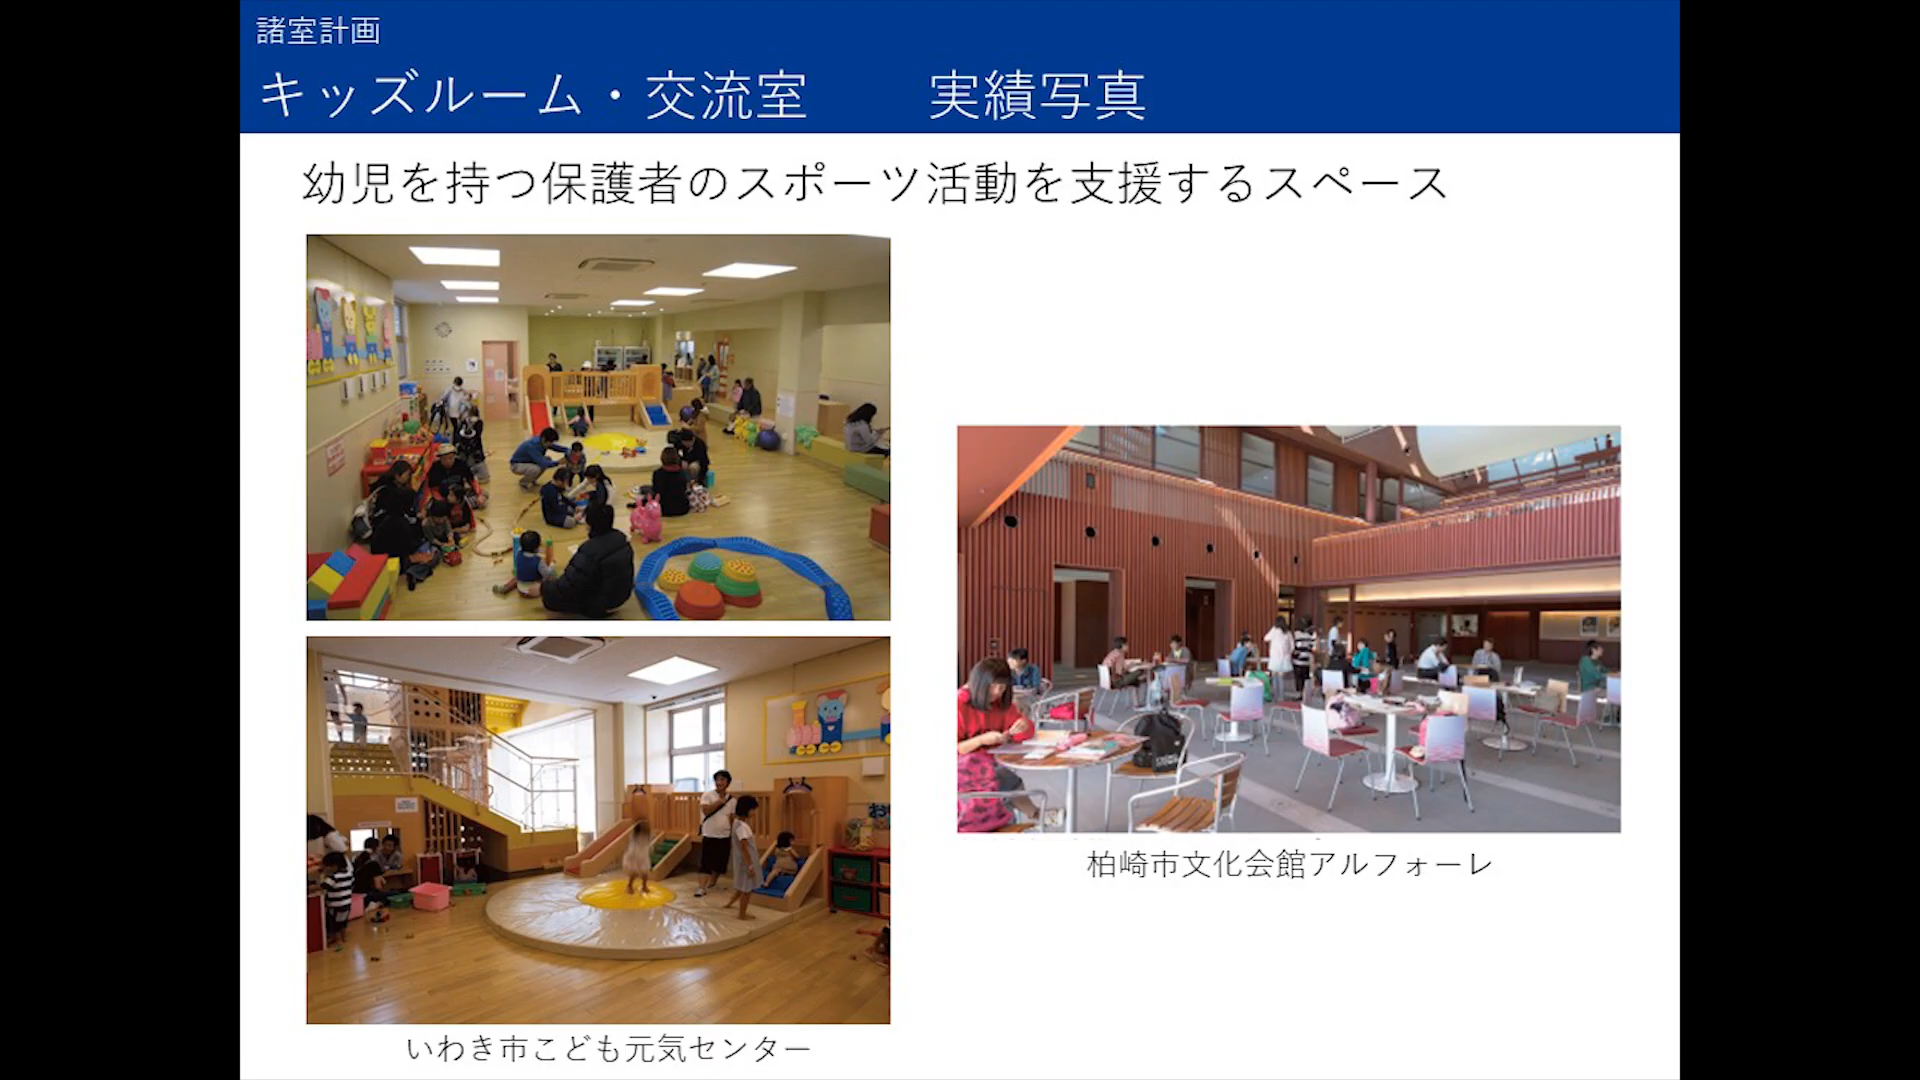 諸室計画
キッズルーム・交流室　　実績写真
幼児を持つ保護者のスポーツ活動を支援するスペース
柏崎市文化会館アルフォーレ
いわき市こども元気センター